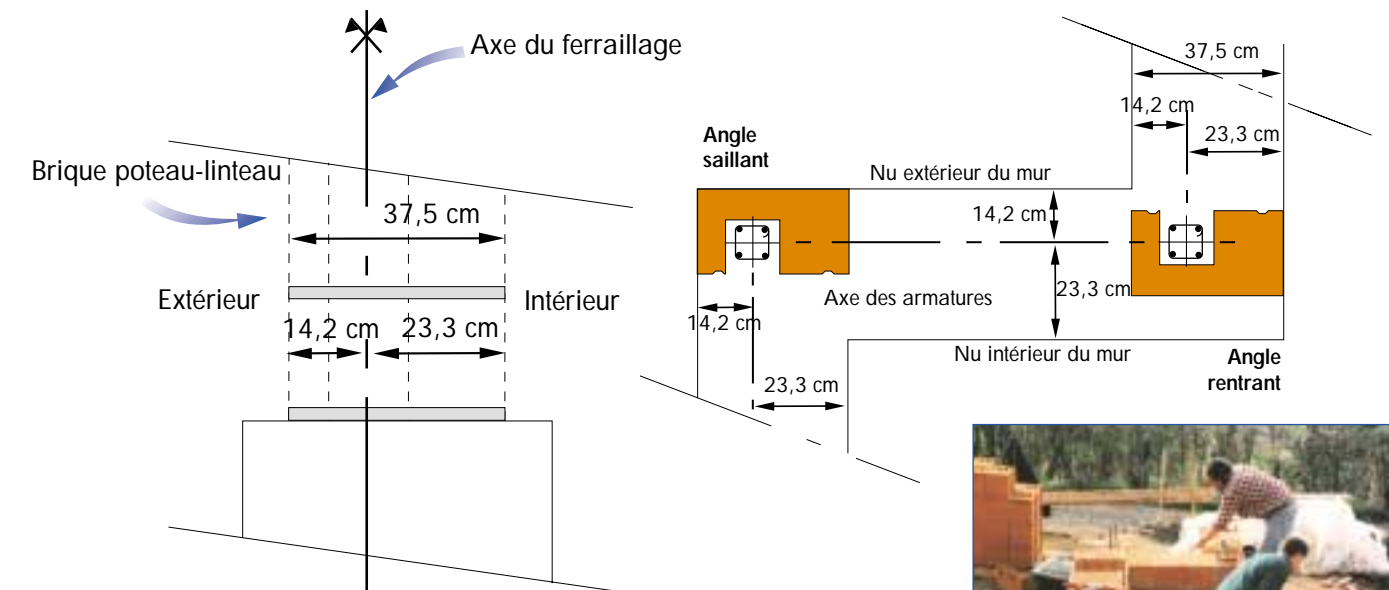 Axe du ferraillage
Brique poteau-linteau
37,5 cm
Extérieur
Intérieur
14,2 cm
23,3 cm
37,5 cm
14,2 cm
23,3 cm
Angle
saillant
Nu extérieur du mur
14,2 cm
23,3 cm
Axe des armatures
14,2 cm
Nu intérieur du mur
23,3 cm
Angle
rentrant